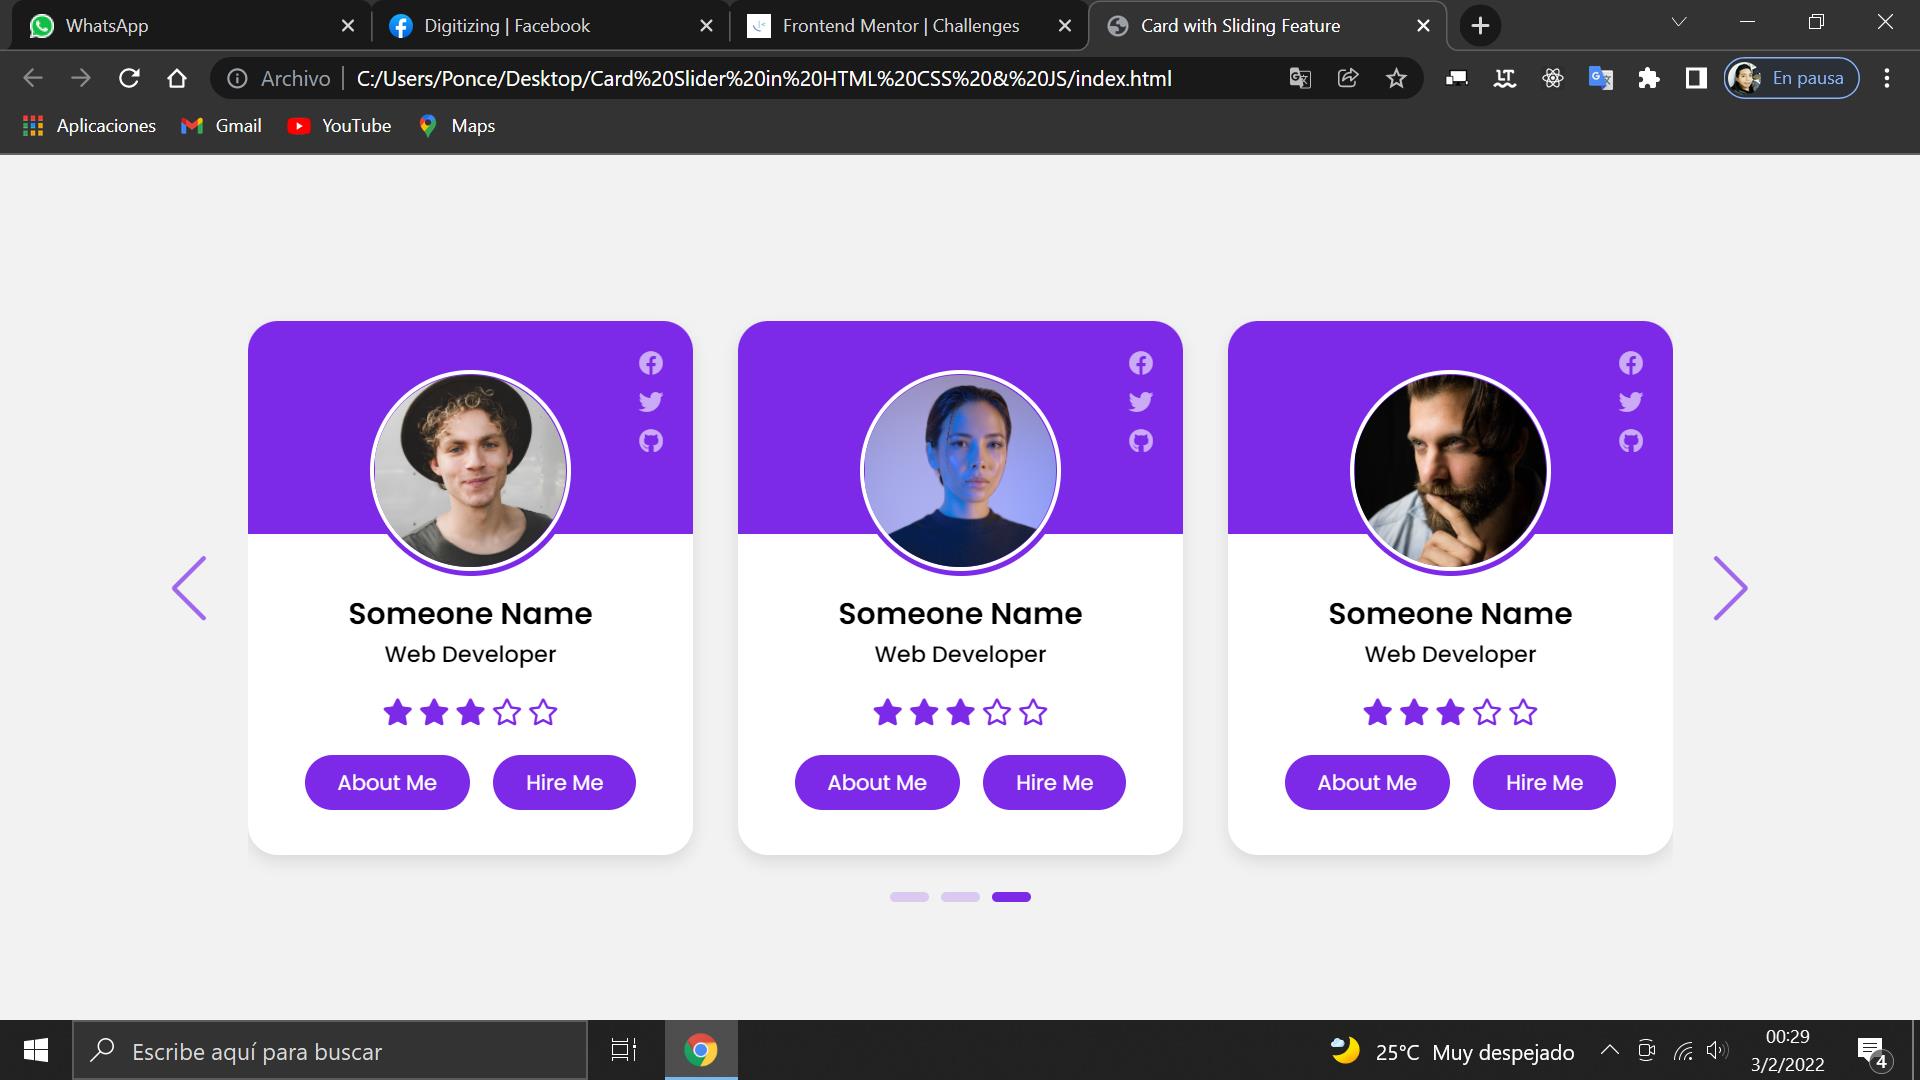 WhatsApp
Digitizing | Facebook
Frontend Mentor | Challenges
Card with Sliding Feature
Archivo
C:/Users/Ponce/Desktop/Card%20Slider%20in%20HTML%20CSS%20&%20JS/index.html
En pausa
Aplicaciones
Gmail
YouTube
Maps
Someone Name
Web Developer
About Me
Hire Me
Someone Name
Web Developer
About Me
Hire Me
Someone Name
Web Developer
About Me
Hire Me
Escribe aquí para buscar
25°C Muy despejado
00:29
3/2/2022
4